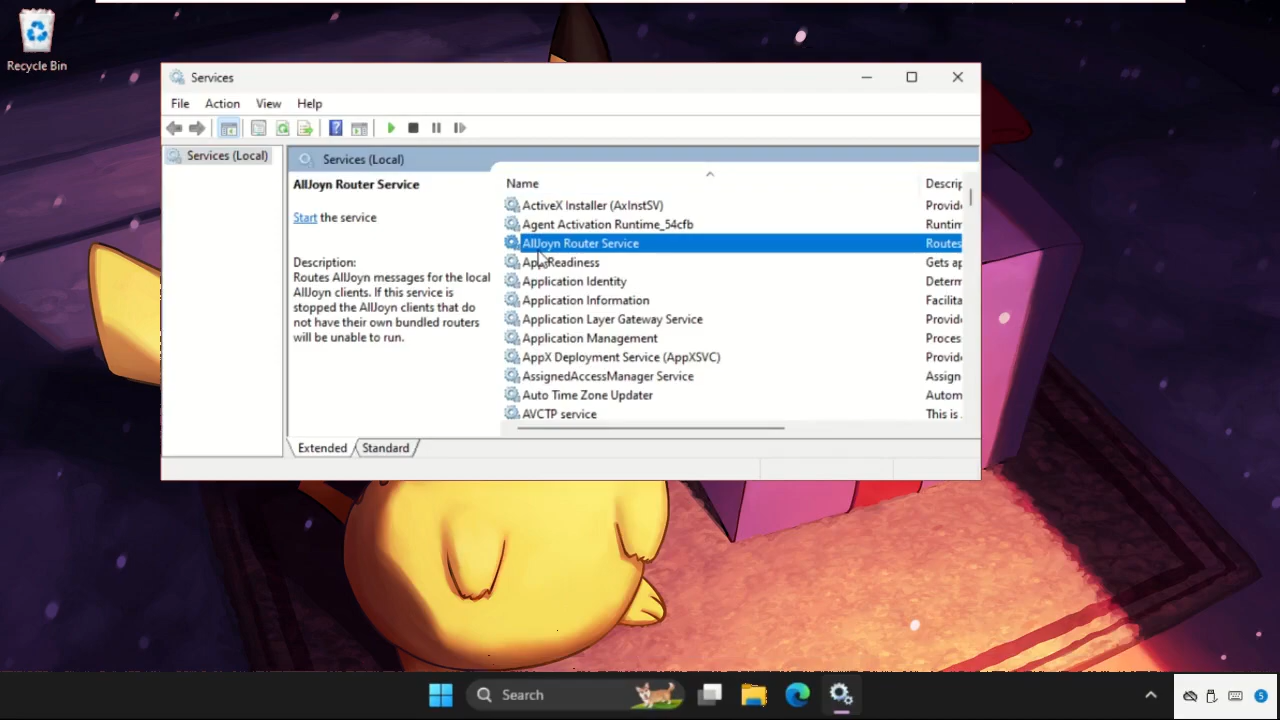 Recycle Bin
Services
File Action View Help
Services (Local)
Services (Local)
AllJoyn Router Service
Start the service
Description:
Routes AllJoyn messages for the local
AllJoyn clients. If this service is
stopped the AllJoyn clients that do
not have their own bundled routers
will be unable to run.
Name Descrip
ActiveX Installer (AxInstSV) Provid
Agent Activation Runtime_54cfb Runtim
AllJoyn Router Service Routes
App Readiness Gets ap
Application Identity Determ
Application Information Facilita
Application Layer Gateway Service Provid
Application Management Proces
AppX Deployment Service (AppXSVC) Provid
AssignedAccessManager Service Assign
Auto Time Zone Updater Autom
AVCTP service This is
Extended Standard
Search
5